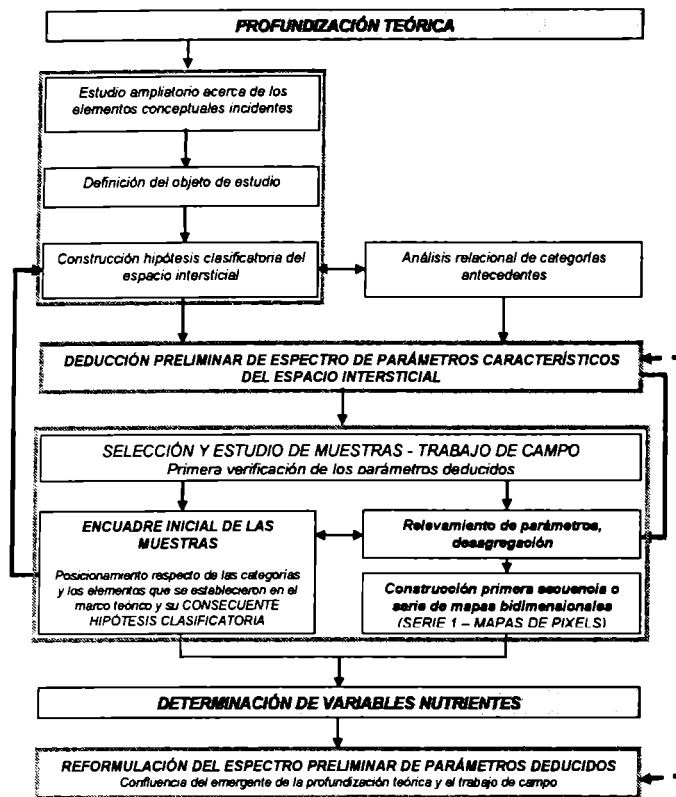 PROFUNDIZACIÓN TEÓRICA
Estudio ampliatorio acerca de los
elementos conceptuales incidentes
Definición del objeto de estudio
Construcción hipótesis clasificatoria del
espacio intersticial
Análisis relacional de categorías
antecedentes
DEDUCCIÓN PRELIMINAR DE ESPECTRO DE PARÁMETROS CARACTERÍSTICOS
DEL ESPACIO INTERSTICIAL
SELECCIÓN Y ESTUDIO DE MUESTRAS - TRABAJO DE CAMPO
Primera verificación de los parámetros deducidos
ENCUADRE INICIAL DE LAS
MUESTRAS
Posicionamiento respecto de las categorías
y los elementos que se establecieron en el
marco teórico y su CONSECUENTE
HIPÓTESIS CLASIFICATORIA
Relevamiento de parámetros,
desagregación
Construcción primera secuencia o
serie de mapas bidimensionales
(SERIE 1 – MAPAS DE PIXELS)
DETERMINACIÓN DE VARIABLES NUTRIENTES
REFORMULACIÓN DEL ESPECTRO PRELIMINAR DE PARÁMETROS DEDUCIDOS
Confluencia del emergente de la profundización teórica y el trabajo de campo